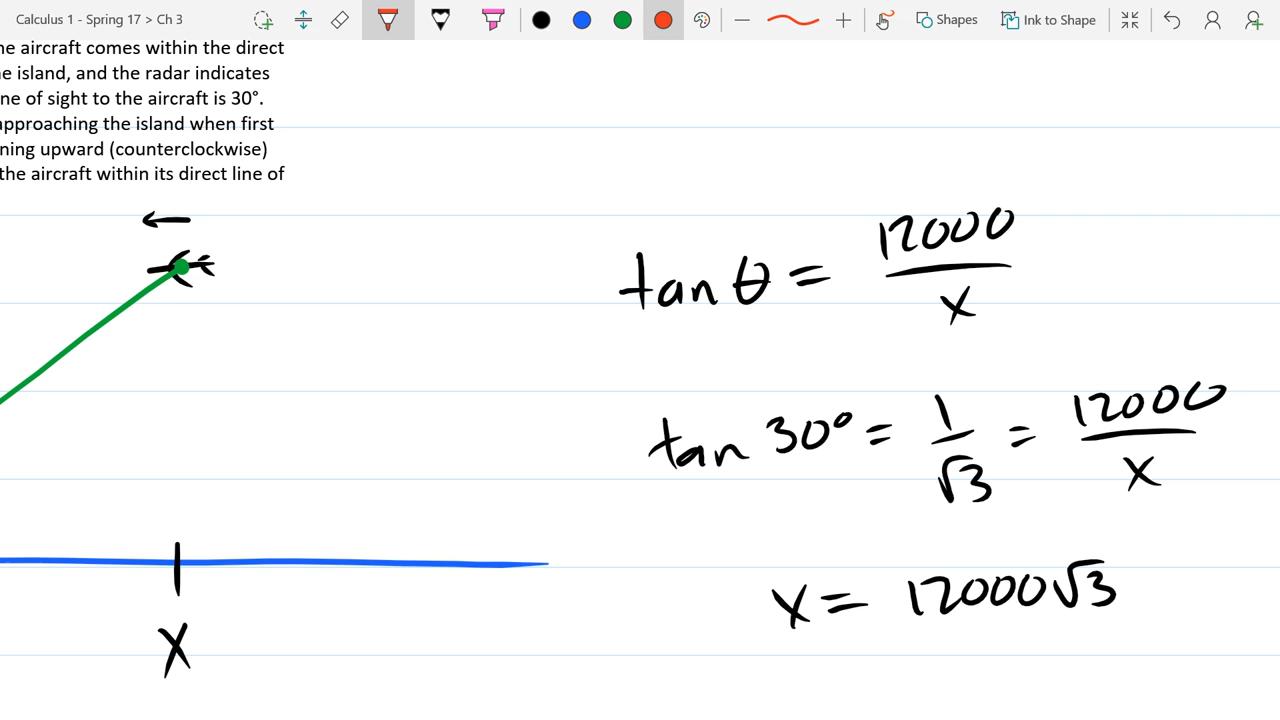 Calculus 1 - Spring 17 > Ch 3
Shapes
Ink to Shape
ne aircraft comes within the direct
e island, and the radar indicates
ne of sight to the aircraft is 30°.
approaching the island when first
ning upward (counterclockwise)
the aircraft within its direct line of
tan θ = 12000/x
tan 30° = 1/√3 = 12000/x
x = 12000√3
X